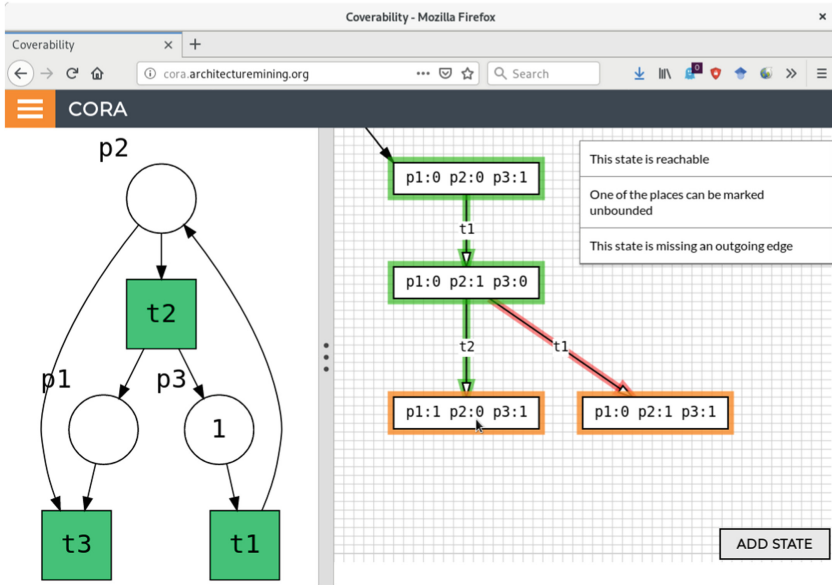 Coverability - Mozilla Firefox
Coverability
cora.architecturemining.org
Search
0
CORA
p2
t2
p1
p3
1
t3
t1
p1:0 p2:0 p3:1
t1
p1:0 p2:1 p3:0
t2
t1
p1:1 p2:0 p3:1
p1:0 p2:1 p3:1
This state is reachable
One of the places can be marked
unbounded
This state is missing an outgoing edge
ADD STATE